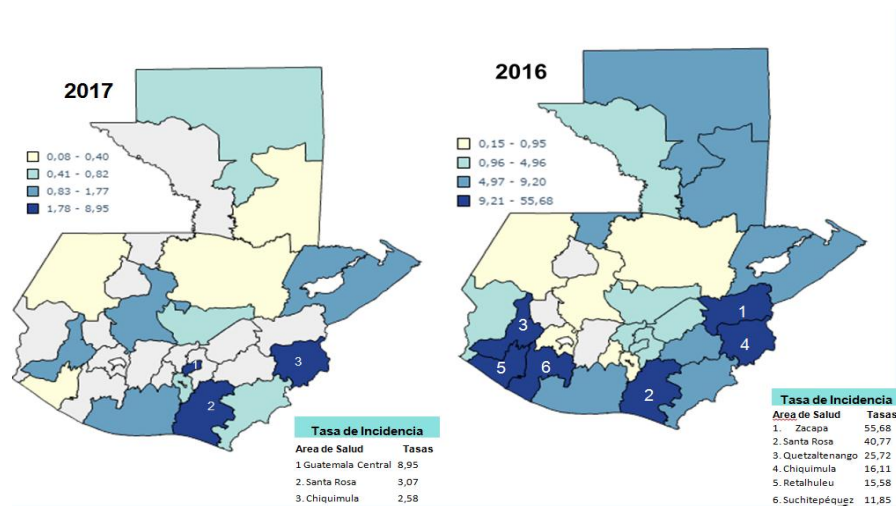 2017
0,08 - 0,40
0,41 - 0,82
0,83 - 1,77
1,78 - 8,95
1
2
3
Tasa de Incidencia
Area de Salud Tasas
1 Guatemala Central 8,95
2. Santa Rosa 3,07
3. Chiquimula 2,58
2016
0,15 - 0,95
0,96 - 4,96
4,97 - 9,20
9,21 - 55,68
1
3
4
5
6
2
Tasa de Incidencia
Area de Salud Tasas
1. Zacapa 55,68
2. Santa Rosa 40,77
3. Quetzaltenango 25,72
4. Chiquimula 16,11
5. Retalhuleu 15,58
6. Suchitepéquez 11,85